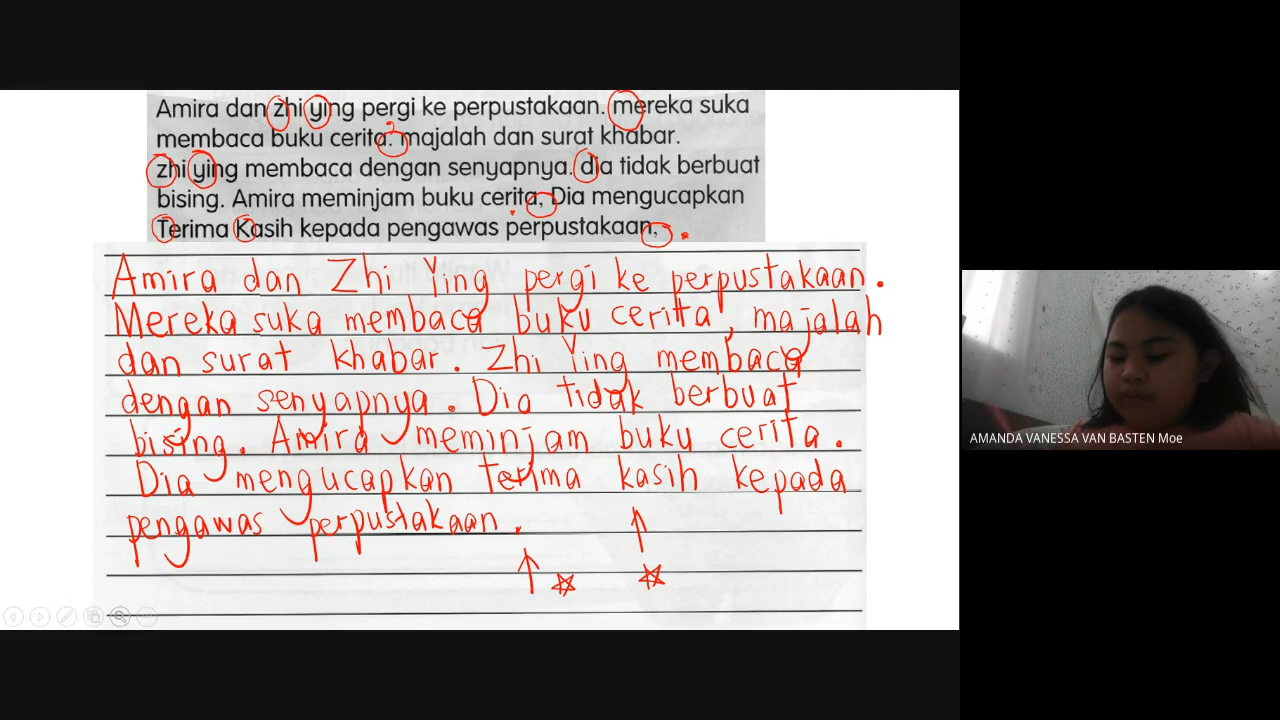 Amira dan zhi ying pergi ke perpustakaan. mereka suka
membaca buku cerita. majalah dan surat khabar.
zhi ying membaca dengan senyapnya. dia tidak berbuat
bising. Amira meminjam buku cerita, Dia mengucapkan
Terima Kasih kepada pengawas perpustakaan,
Amira dan Zhi Ying pergi ke perpustakaan.
Mereka suka membaca buku cerita, majalah
dan surat khabar. Zhi Ying membaca
dengan senyapnya. Dia tidak berbuat
bising. Amira meminjam buku cerita.
Dia mengucapkan terima kasih kepada
pengawas perpustakaan.
AMANDA VANESSA VAN BASTEN Moe